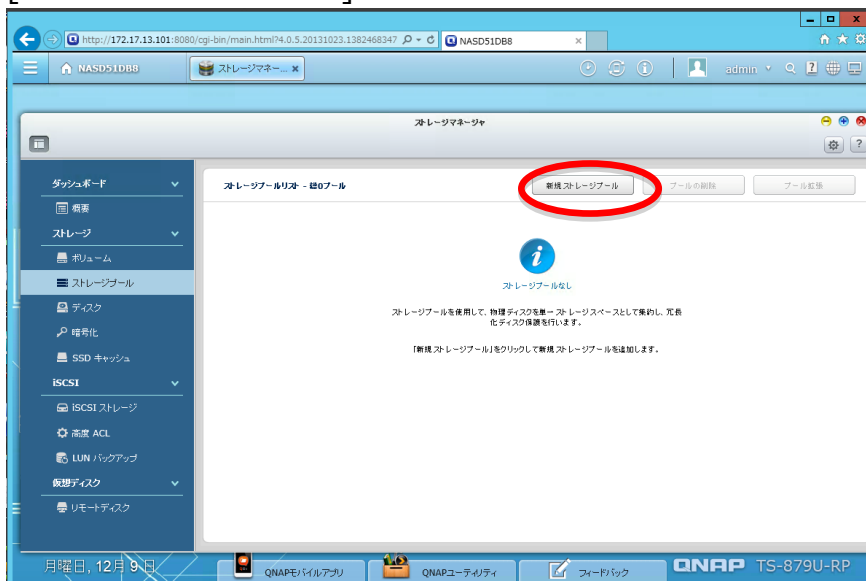 http://172.17.13.101:8080/cgi-bin/main.html?4.0.5.20131023.1382468347
NASD51DB8
NASD51DB8
ストレージマネー...
admin
ストレージマネージャ
ダッシュボード
概要
ストレージ
ボリューム
ストレージプール
ディスク
暗号化
SSD キャッシュ
iSCSI
iSCSI ストレージ
高度 ACL
LUN バックアップ
仮想ディスク
リモートディスク
ストレージプールリスト - 総0プール
新規ストレージプール
プールの削除
プール拡張
ストレージプールなし
ストレージプールを使用して、物理ディスクを単一ストレージスペースとして集約し、冗長
化ディスク保護を行います。
「新規ストレージプール」をクリックして新規ストレージプールを追加します。
月曜日, 12月 9 日
QNAPモバイルアプリ
QNAPユーティリティ
フィードバック
QNAP TS-879U-RP